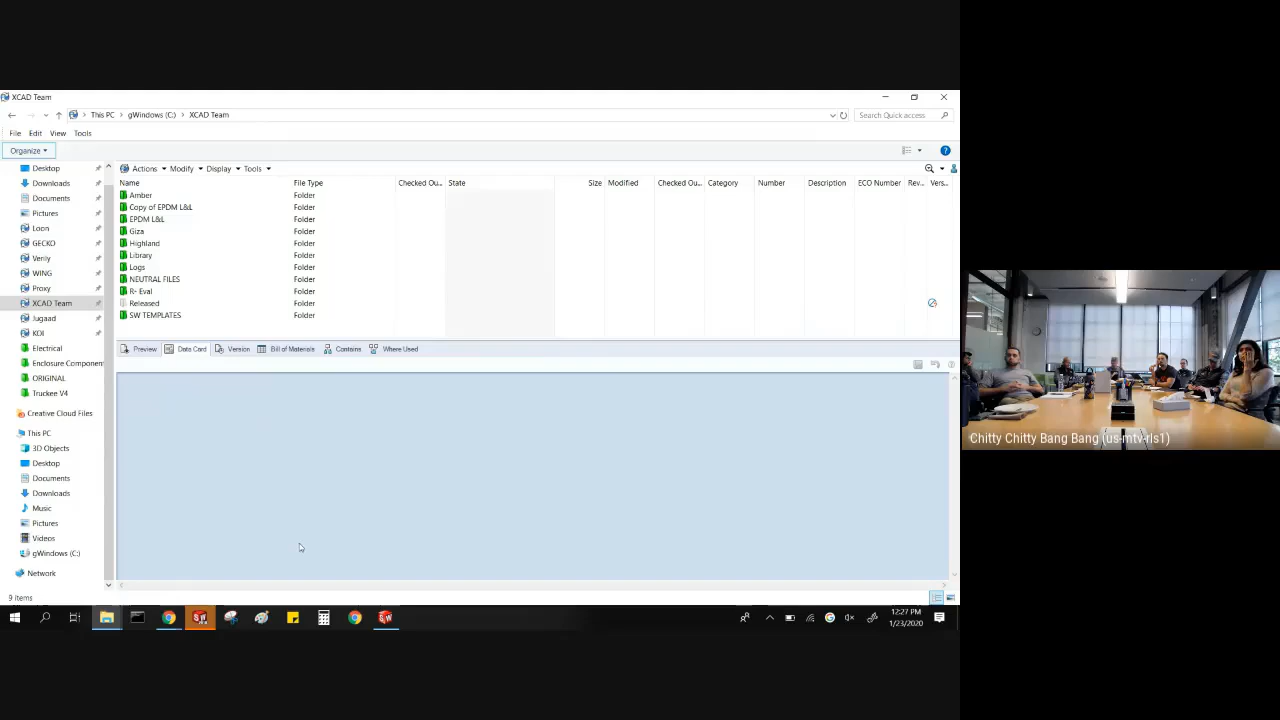 XCAD Team
This PC
gWindows (C:)
XCAD Team
Search Quick access
File Edit View Tools
Organize
Actions Modify Display Tools
Name File Type Checked Ou... State Size Modified Checked Ou... Category Number Description ECO Number Rev... Vers...
Amber Folder
Copy of EPDM L&L Folder
EPDM L&L Folder
Giza Folder
Highland Folder
Library Folder
Logs Folder
NEUTRAL FILES Folder
R- Eval Folder
Released Folder
SW TEMPLATES Folder
Desktop
Downloads
Documents
Pictures
Loon
GECKO
Verily
WING
Proxy
XCAD Team
Jugaad
KOI
Electrical
Enclosure Component
ORIGINAL
Truckee V4
Creative Cloud Files
This PC
3D Objects
Desktop
Documents
Downloads
Music
Pictures
Videos
gWindows (C:)
Network
Preview Data Card Version Bill of Materials Contains Where Used
9 items
12:27 PM
1/23/2020
Chitty Chitty Bang Bang (us-mtv-rls1)